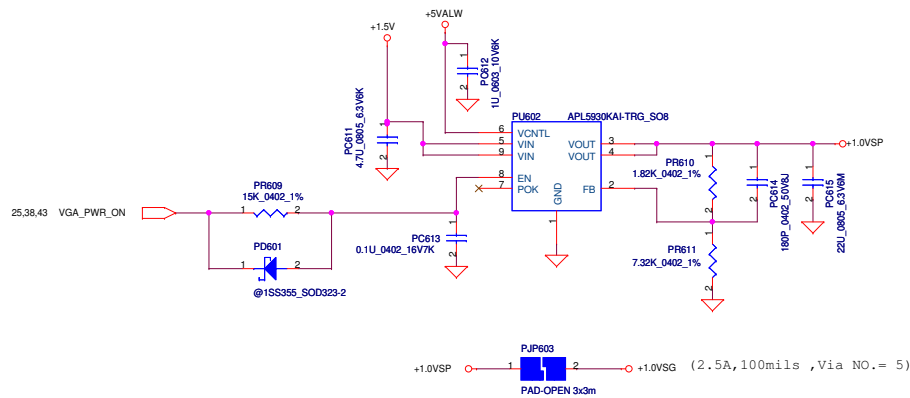 +1.5V
+5VALW
PC612
1U_0603_10V6K
1
2
PC611
4.7U_0805_6.3V6K
1
2
PU602
APL5930KAI-TRG_SO8
6
VCNTL
5
VIN
9
VIN
8
EN
7
POK
VOUT
3
VOUT
4
FB
2
GND
1
+1.0VSP
PR610
1.82K_0402_1%
1
2
PC614
180P_0402_50V8J
1
2
PC615
22U_0805_6.3V6M
1
2
PR611
7.32K_0402_1%
1
2
25,38,43
VGA_PWR_ON
PR609
15K_0402_1%
1
2
PD601
1
2
@1SS355_SOD323-2
PC613
0.1U_0402_16V7K
1
2
PJP603
+1.0VSP
1
2
+1.0VSG
(2.5A,100mils ,Via NO.= 5)
PAD-OPEN 3x3m